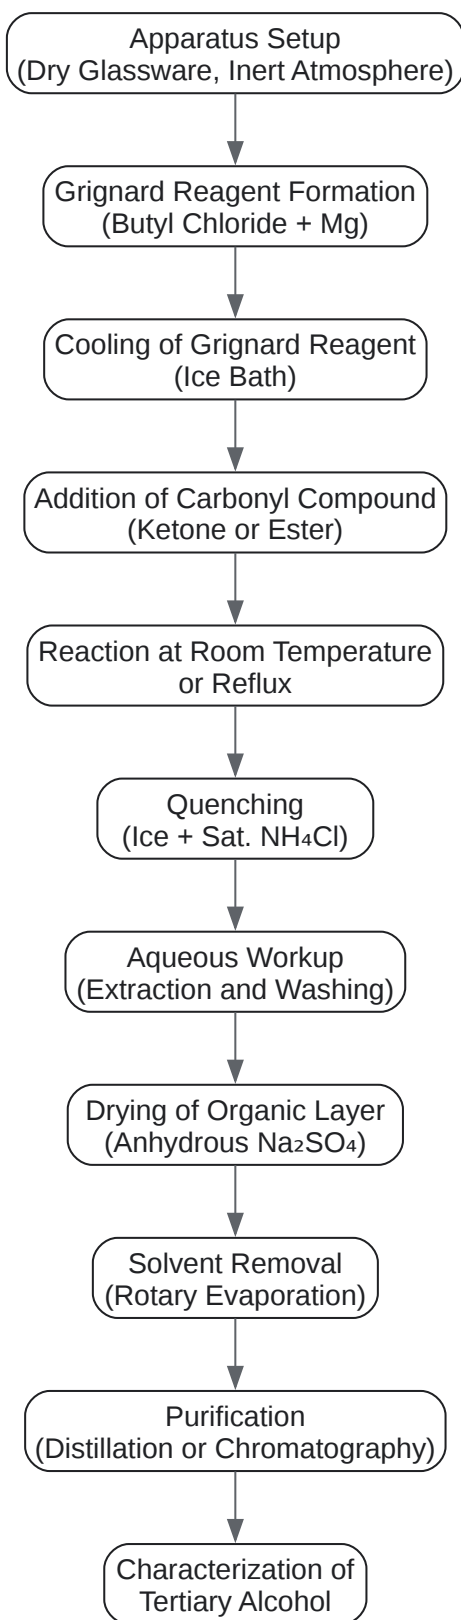 Apparatus Setup
(Dry Glassware, Inert Atmosphere)
Grignard Reagent Formation
(Butyl Chloride + Mg)
Cooling of Grignard Reagent
(Ice Bath)
Addition of Carbonyl Compound
(Ketone or Ester)
Reaction at Room Temperature
or Reflux
Quenching
(Ice + Sat. NH₄Cl)
Aqueous Workup
(Extraction and Washing)
Drying of Organic Layer
(Anhydrous Na₂SO₄)
Solvent Removal
(Rotary Evaporation)
Purification
(Distillation or Chromatography)
Characterization of
Tertiary Alcohol